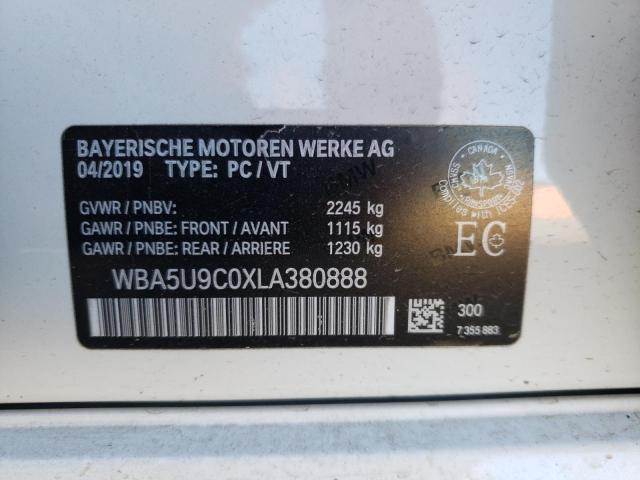 BAYERISCHE MOTOREN WERKE AG
04/2019 TYPE: PC / VT
GVWR / PNBV: 2245 kg
GAWR / PNBE: FRONT / AVANT 1115 kg
GAWR / PNBE: REAR / ARRIERE 1230 kg
WBA5U9C0XLA380888
CANADA
EC
300
7 355 883
BMW